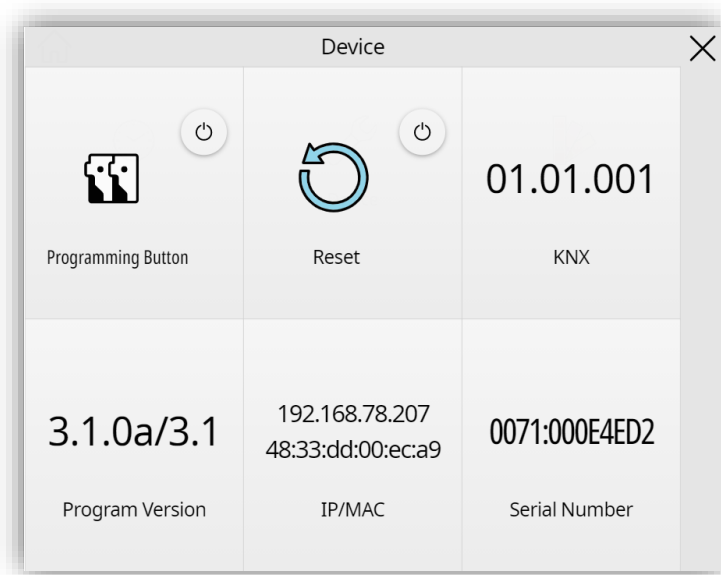 Device
Programming Button
Reset
01.01.001
KNX
3.1.0a/3.1
Program Version
192.168.78.207
48:33:dd:00:ec:a9
IP/MAC
0071:000E4ED2
Serial Number